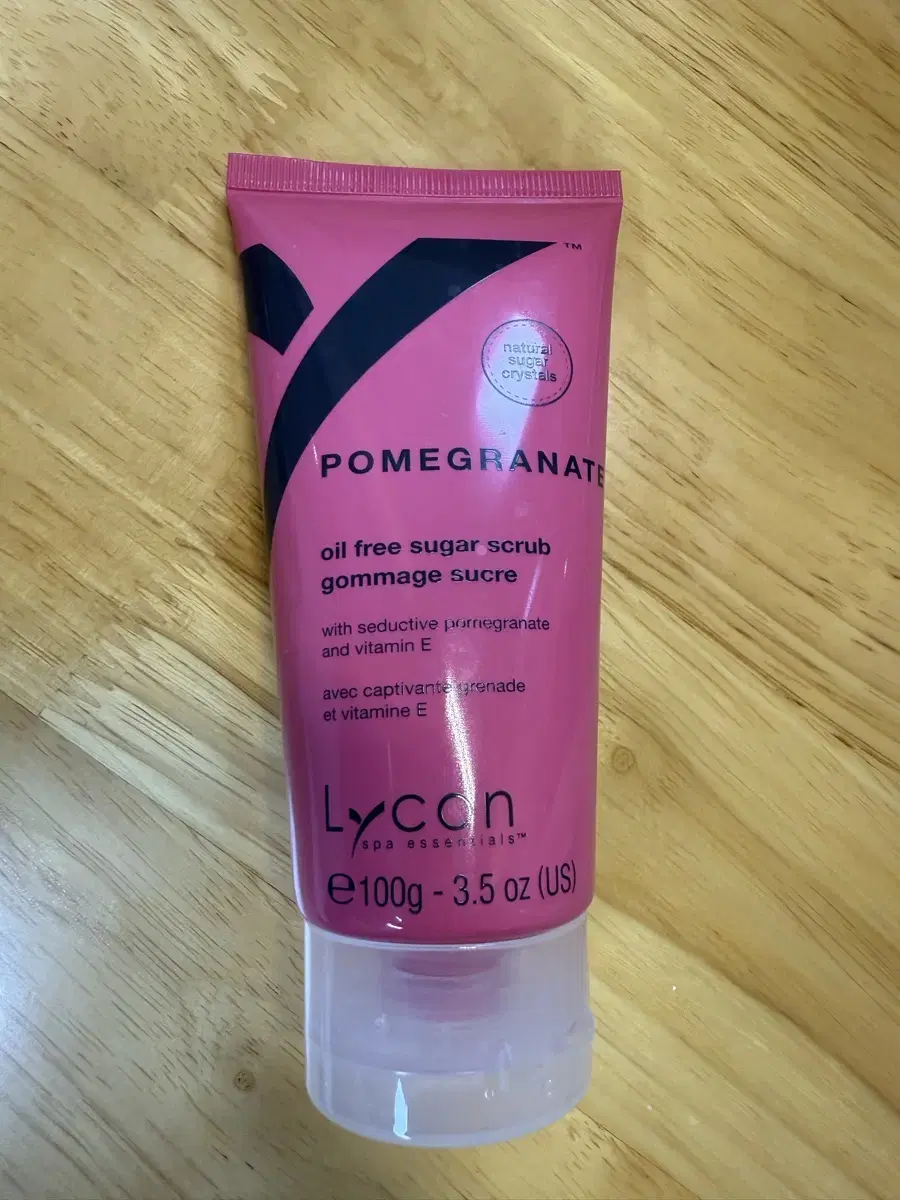 ™
natural
sugar
crystals
POMEGRANATE
oil free sugar scrub
gommage sucre
with seductive pomegranate
and vitamin E
avec captivante grenade
et vitamine E
Lycon
spa essentials™
℮100g - 3.5 oz (US)